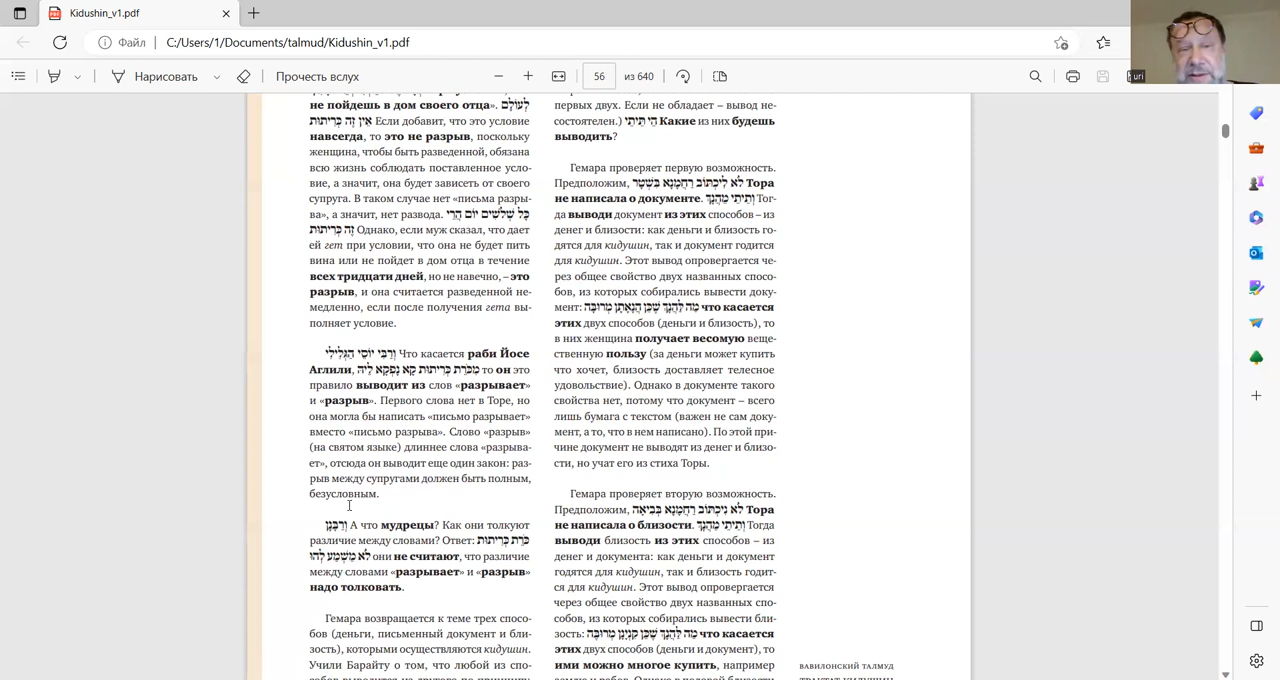 Kidushin_v1.pdf
Файл
C:/Users/1/Documents/talmud/Kidushin_v1.pdf
Нарисовать
Прочесть вслух
56
из 640
uri
не пойдешь в дом своего отца». לְעוֹלָם
אֵין זֶה כְּרִיתוּת Если добавит, что это условие
навсегда, то это не разрыв, поскольку
женщина, чтобы быть разведенной, обязана
всю жизнь соблюдать поставленное усло-
вие, а значит, она будет зависеть от своего
супруга. В таком случае нет «письма разры-
ва», а значит, нет развода. כָּל שְׁלֹשִׁים יוֹם הֲרֵי
זֶה כְּרִיתוּת Однако, если муж сказал, что дает
ей гет при условии, что она не будет пить
вина или не пойдет в дом отца в течение
всех тридцати дней, но не навечно, – это
разрыв, и она считается разведенной не-
медленно, если после получения гета вы-
полняет условие.
וְרַבִּי יוֹסֵי הַגְּלִילִי Что касается раби Йосе
Аглили, מִכֹּרֵת כְּרִיתוּת קָא נָפְקָא לֵיהּ то он это
правило выводит из слов «разрывает»
и «разрыв». Первого слова нет в Торе, но
она могла бы написать «письмо разрывает»
вместо «письмо разрыва». Слово «разрыв»
(на святом языке) длиннее слова «разрыва-
ет», отсюда он выводит еще один закон: раз-
рыв между супругами должен быть полным,
безусловным.
וְרַבָּנָן А что мудрецы? Как они толкуют
различие между словами? Ответ: כֹּרֵת כְּרִיתוּת
לֹא מַשְׁמַע לְהוּ они не считают, что различие
между словами «разрывает» и «разрыв»
надо толковать.
Гемара возвращается к теме трех спосо-
бов (деньги, письменный документ и бли-
зость), которыми осуществляются кидушин.
Учили Барайту о том, что любой из спо-
первых двух. Если не обладает – вывод не-
состоятелен.) הֵי תֵּיתֵי Какие из них будешь
выводить?
Гемара проверяет первую возможность.
Предположим, לֹא לִיכְתּוֹב רַחֲמָנָא בִּשְׁטָר Тора
не написала о документе. וְתֵיתֵי מֵהָנָךְ Тог-
да выводи документ из этих способов – из
денег и близости: как деньги и близость го-
дятся для кидушин, так и документ годится
для кидушин. Этот вывод опровергается че-
рез общее свойство двух названных спосо-
бов, из которых собирались вывести доку-
мент: מָה לְהָנָךְ שֶׁכֵּן הֲנָאָתָן מְרוּבָּה что касается
этих двух способов (деньги и близость), то
в них женщина получает весомую веще-
ственную пользу (за деньги может купить
что хочет, близость доставляет телесное
удовольствие). Однако в документе такого
свойства нет, потому что документ – всего
лишь бумага с текстом (важен не сам доку-
мент, а то, что в нем написано). По этой при-
чине документ не выводят из денег и близо-
сти, но учат его из стиха Торы.
Гемара проверяет вторую возможность.
Предположим, לֹא נִיכְתּוֹב רַחֲמָנָא בְּבִיאָה Тора
не написала о близости. וְתֵיתֵי מֵהָנָךְ Тогда
выводи близость из этих способов – из
денег и документа: как деньги и документ
годятся для кидушин, так и близость годит-
ся для кидушин. Этот вывод опровергается
через общее свойство двух названных спо-
собов, из которых собирались вывести бли-
зость: מָה לְהָנָךְ שֶׁכֵּן קִנְיָנָן מְרוּבֶּה что касается
этих двух способов (деньги и документ), то
ими можно многое купить, например
ВАВИЛОНСКИЙ ТАЛМУД
ТРАКТАТ КИДУШИН